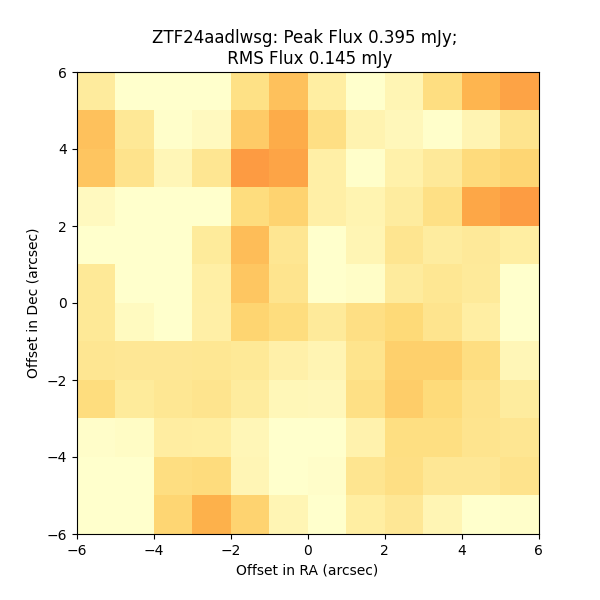 ZTF24aadlwsg: Peak Flux 0.395 mJy;
RMS Flux 0.145 mJy
6
4
2
0
−2
−4
−6
Offset in Dec (arcsec)
−6 −4 −2 0 2 4 6
Offset in RA (arcsec)